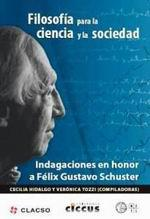 Filosofía para la
ciencia y la sociedad
Indagaciones en honor
a Félix Gustavo Schuster
CECILIA HIDALGO Y VERÓNICA TOZZI (COMPILADORAS)
CLACSO
ciccus